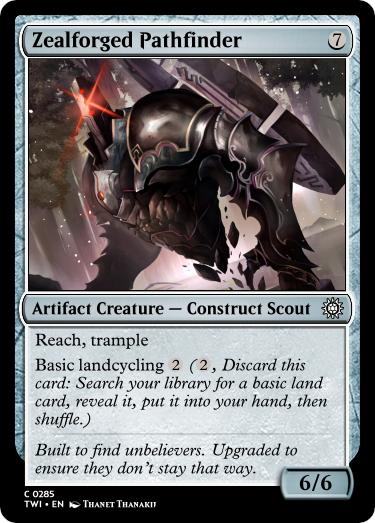 Zealforged Pathfinder 7
Artifact Creature — Construct Scout
Reach, trample
Basic landcycling 2 (2, Discard this
card: Search your library for a basic land
card, reveal it, put it into your hand, then
shuffle.)
Built to find unbelievers. Upgraded to
ensure they don't stay that way.
6/6
C 0285
TWI • EN Thanet Thanakij